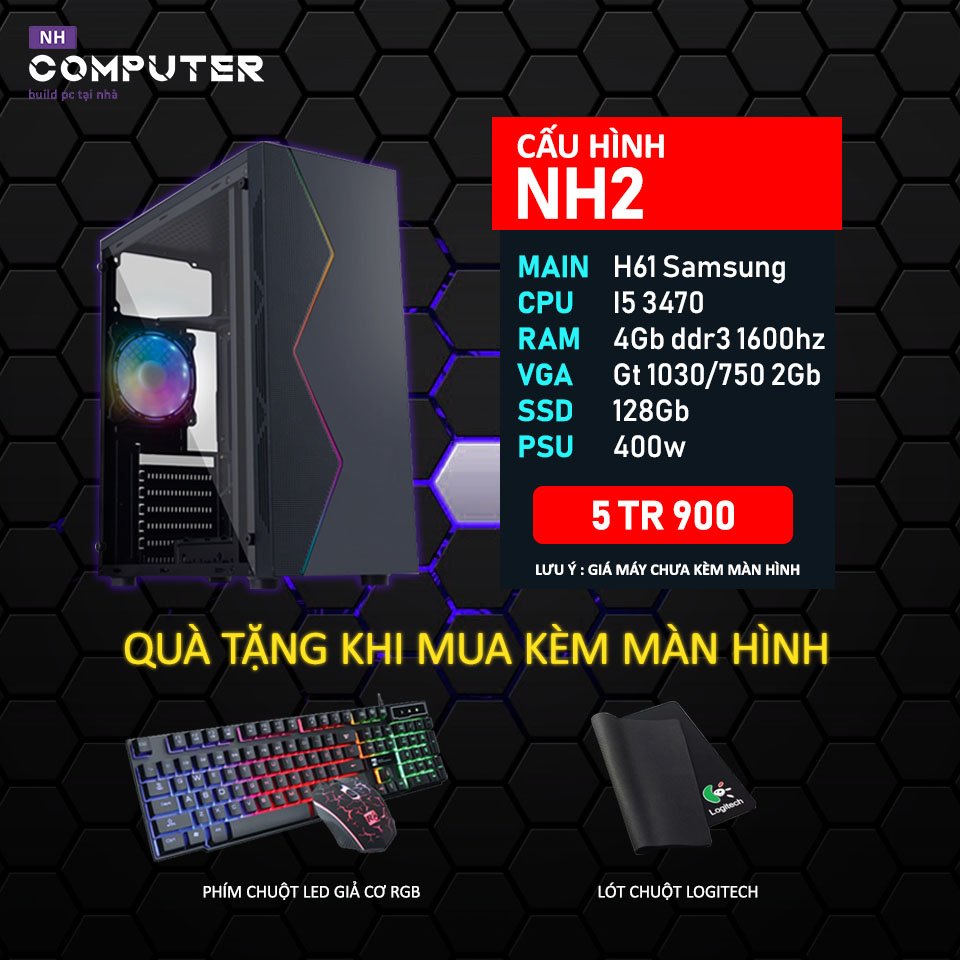 NH
COMPUTER
build pc tại nhà
CẤU HÌNH
NH2
MAIN H61 Samsung
CPU I5 3470
RAM 4Gb ddr3 1600hz
VGA Gt 1030/750 2Gb
SSD 128Gb
PSU 400w
5 TR 900
LƯU Ý : GIÁ MÁY CHƯA KÈM MÀN HÌNH
QUÀ TẶNG KHI MUA KÈM MÀN HÌNH
Logitech
PHÍM CHUỘT LED GIẢ CƠ RGB
LÓT CHUỘT LOGITECH